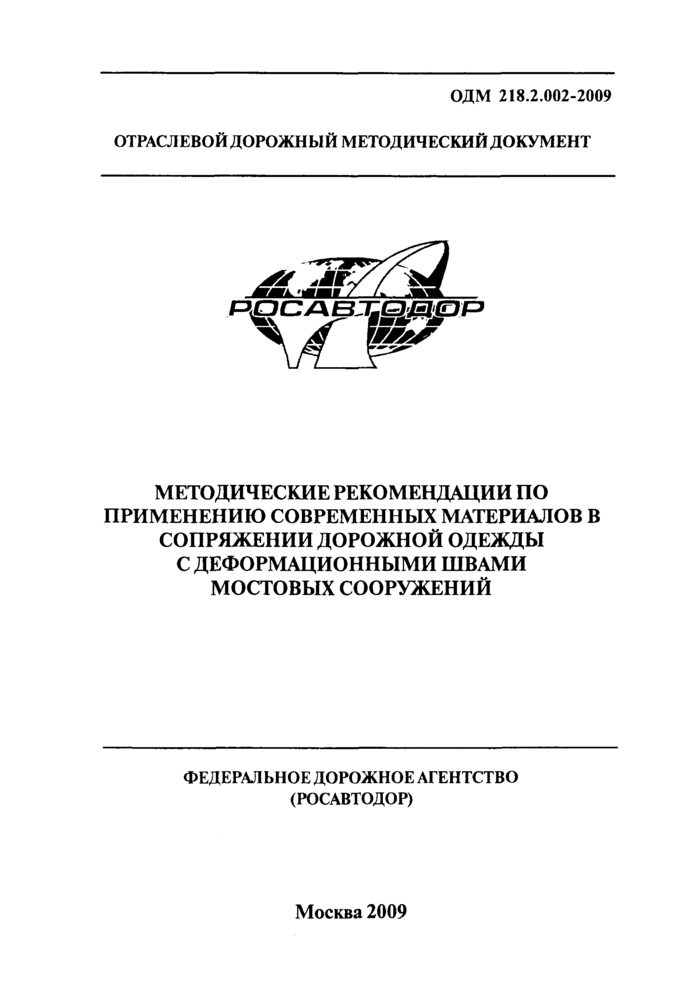 ОДМ 218.2.002-2009
ОТРАСЛЕВОЙ ДОРОЖНЫЙ МЕТОДИЧЕСКИЙ ДОКУМЕНТ
РОСАВТОДОР
МЕТОДИЧЕСКИЕ РЕКОМЕНДАЦИИ ПО
ПРИМЕНЕНИЮ СОВРЕМЕННЫХ МАТЕРИАЛОВ В
СОПРЯЖЕНИИ ДОРОЖНОЙ ОДЕЖДЫ
С ДЕФОРМАЦИОННЫМИ ШВАМИ
МОСТОВЫХ СООРУЖЕНИЙ
ФЕДЕРАЛЬНОЕ ДОРОЖНОЕ АГЕНТСТВО
(РОСАВТОДОР)
Москва 2009